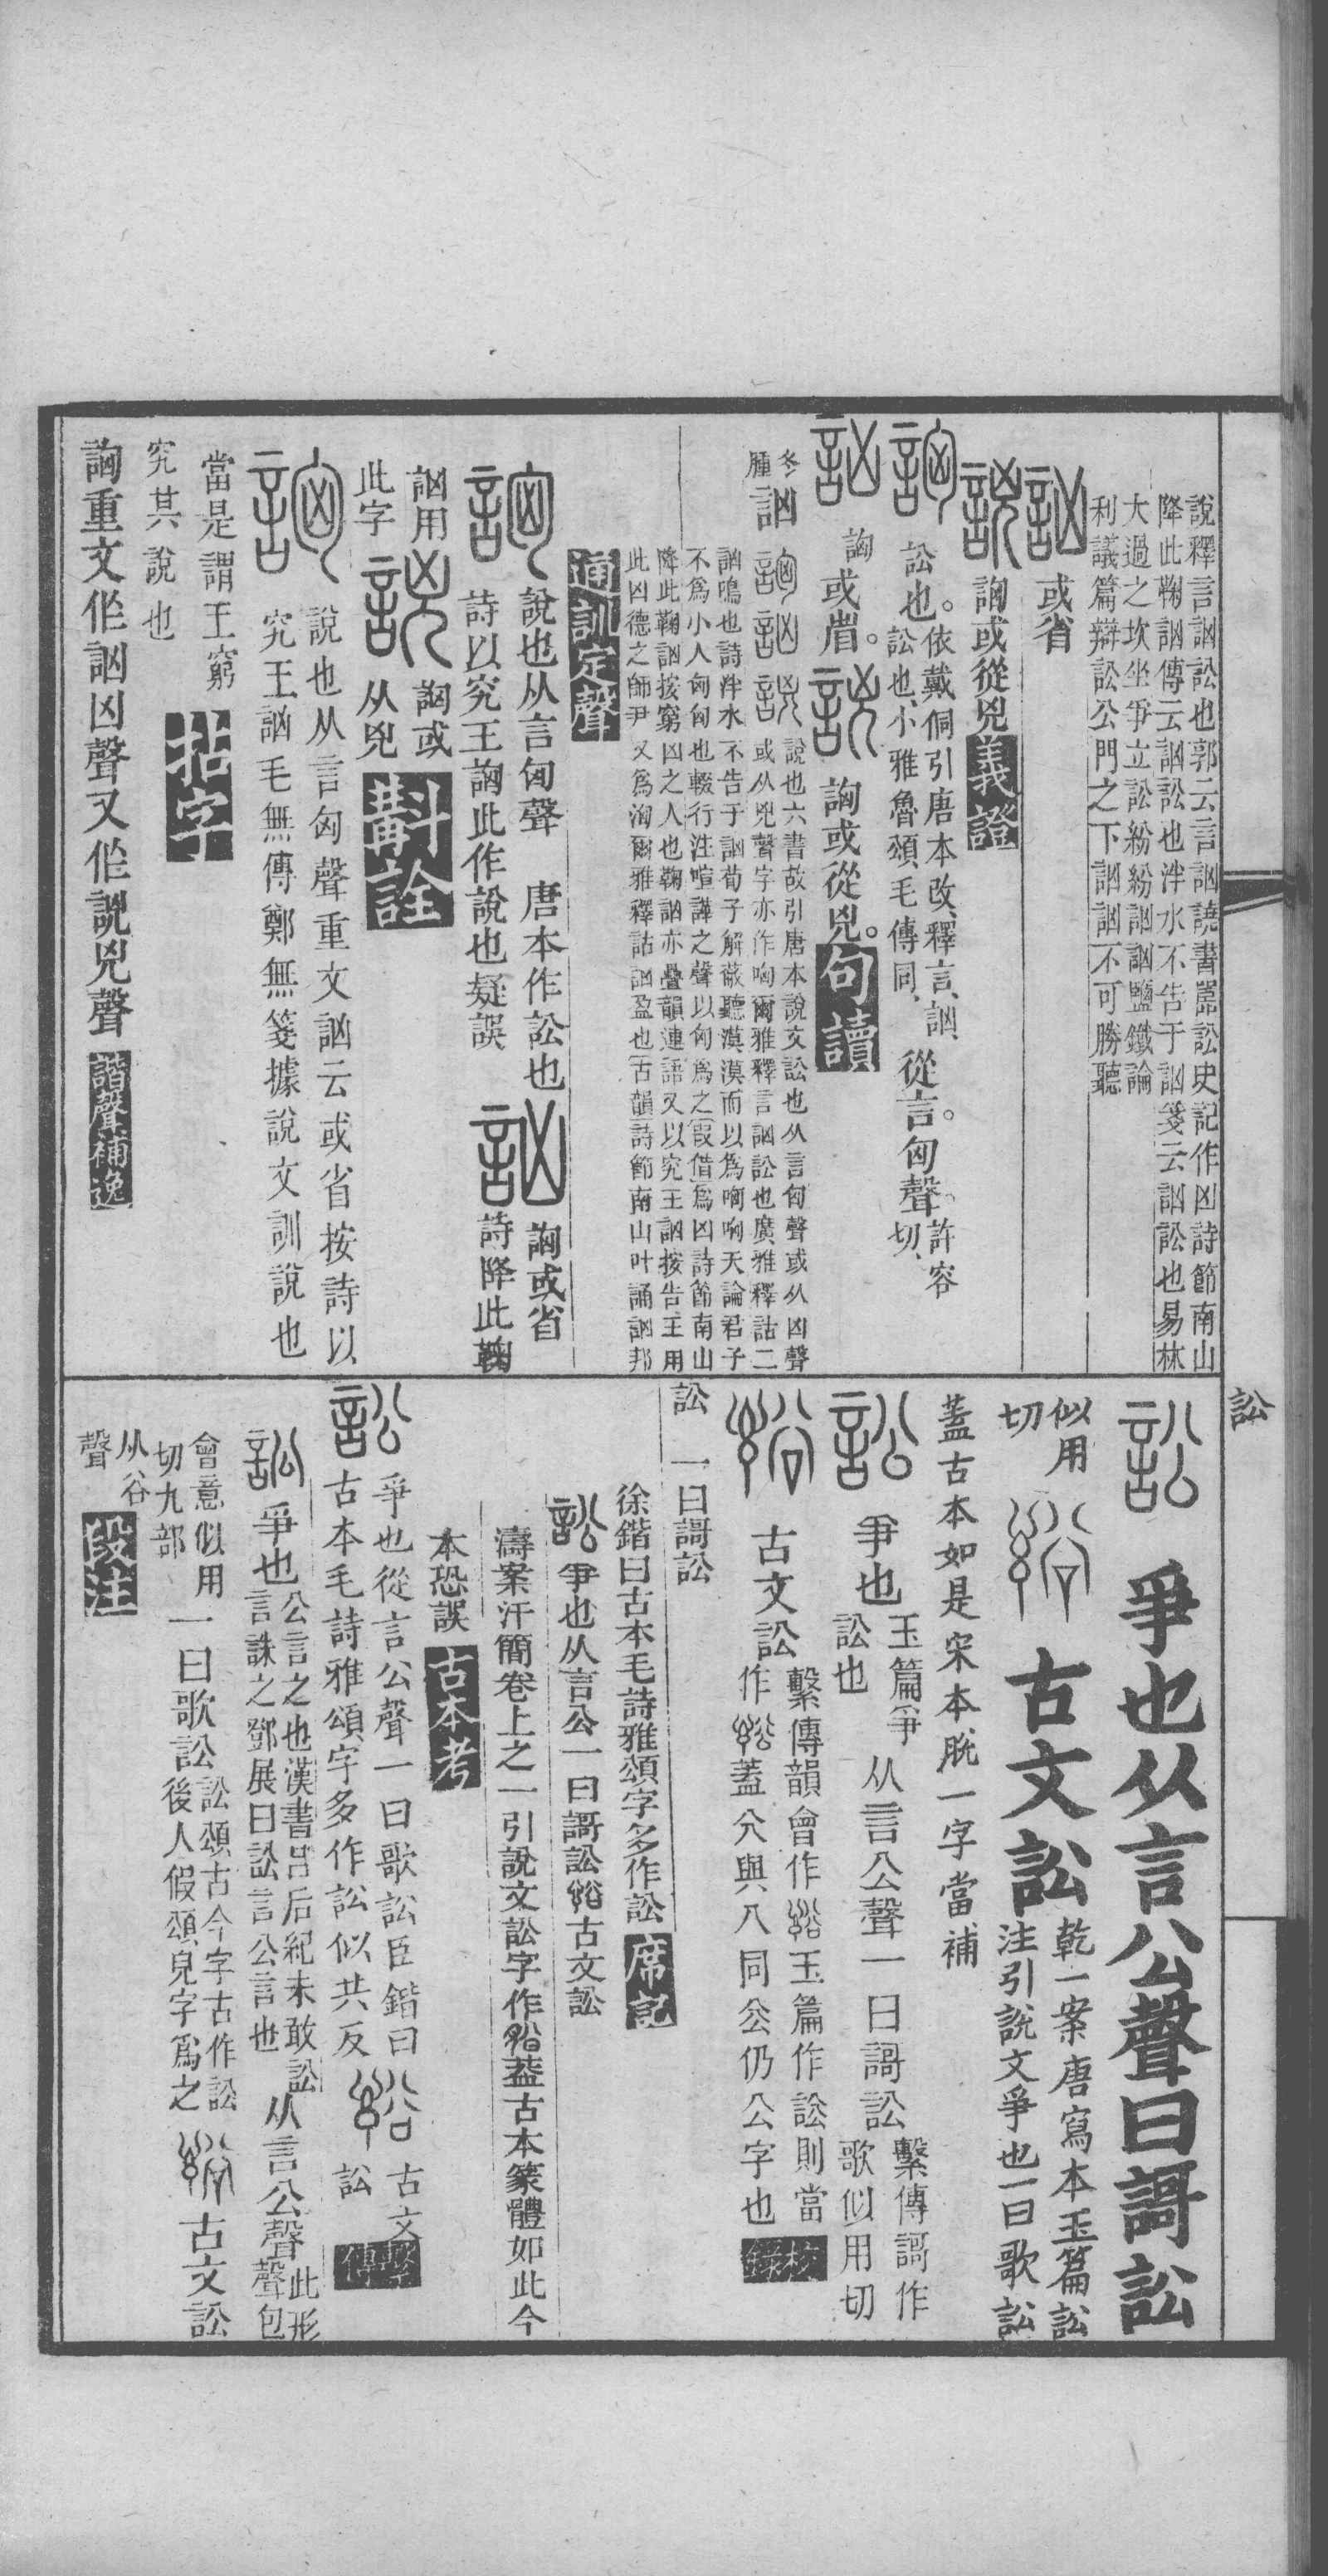 說釋言訩訟也郭云言訩譊書嚚訟史記作凶詩節南山
降此鞠訩傳云訩訟也泮水不告于訩箋云訩訟也易林
大過之坎坐爭立訟紛紛訩訩鹽鐵論
利議篇辯訟公門之下訩訩不可勝聽
訩 或省
䛪 詾或從兇 義證
詾 訟也。依戴侗引唐本改、釋言、訩、訟也、小雅魯頌、毛傳同、從言。匈聲。許容切、
訩 詾或省。 䛪 詾或從兇。 句讀
冬腫 訩 詾訩䛪 說也六書故引唐本說文訟也从言匈聲或从凶聲
或从兇聲字亦作哅爾雅釋言訩訟也廣雅釋詁二
訩鳴也詩泮水不告于訩荀子解蔽聽漠漠而以爲哅哅天論君子
不爲小人匈匈也輟行注喧譁之聲以匈爲之叚借爲凶詩節南山
降此鞠訩按窮凶之人也鞠訩亦疊韻連語又以究王訩按告王用
此凶德之師尹又爲洶爾雅釋詁訩盈也古韻詩節南山叶誦訩邦
通訓定聲
詾 說也从言匈聲 唐本作訟也 訩 詾或省
詩以究王詾此作說也疑誤 詩降此鞠
訩用此字 䛪 詾或从兇 斠詮
詾 說也从言匈聲重文訩云或省按詩以
究王訩毛無傳鄭無箋據說文訓說也
當是謂王窮究其說也 拈字
詾重文作訩凶聲又作䛪兇聲 諧聲補逸
訟
訟 爭也从言公聲曰謌訟
似用切 古文訟 乾一案唐寫本玉篇訟
注引說文爭也一曰歌訟
蓋古本如是宋本脫一字當補
訟 爭也 玉篇爭訟也 从言公聲一曰謌訟 繫傳謌作歌似用切
古文訟 繫傳韻會作 玉篇作訟則當
作 蓋㕣與八同㕣仍公字也 校錄
訟 一曰謌訟
徐鍇曰古本毛詩雅頌字多作訟 席記
訟 爭也从言公一曰謌訟 古文訟
濤案汗簡卷上之一引說文訟字作 葢古本篆體如此今
本恐誤 古本考
訟 爭也從言公聲一曰歌訟臣鍇曰
古本毛詩雅頌字多作訟似共反 古文訟 繫傳
訟 爭也 公言之也漢書呂后紀未敢訟
言誅之鄧展曰訟言公言也 从言公聲 此形聲包
會意似用切九部 一曰歌訟 訟頌古今字古作訟
後人假頌皃字爲之 古文訟
从谷聲 段注